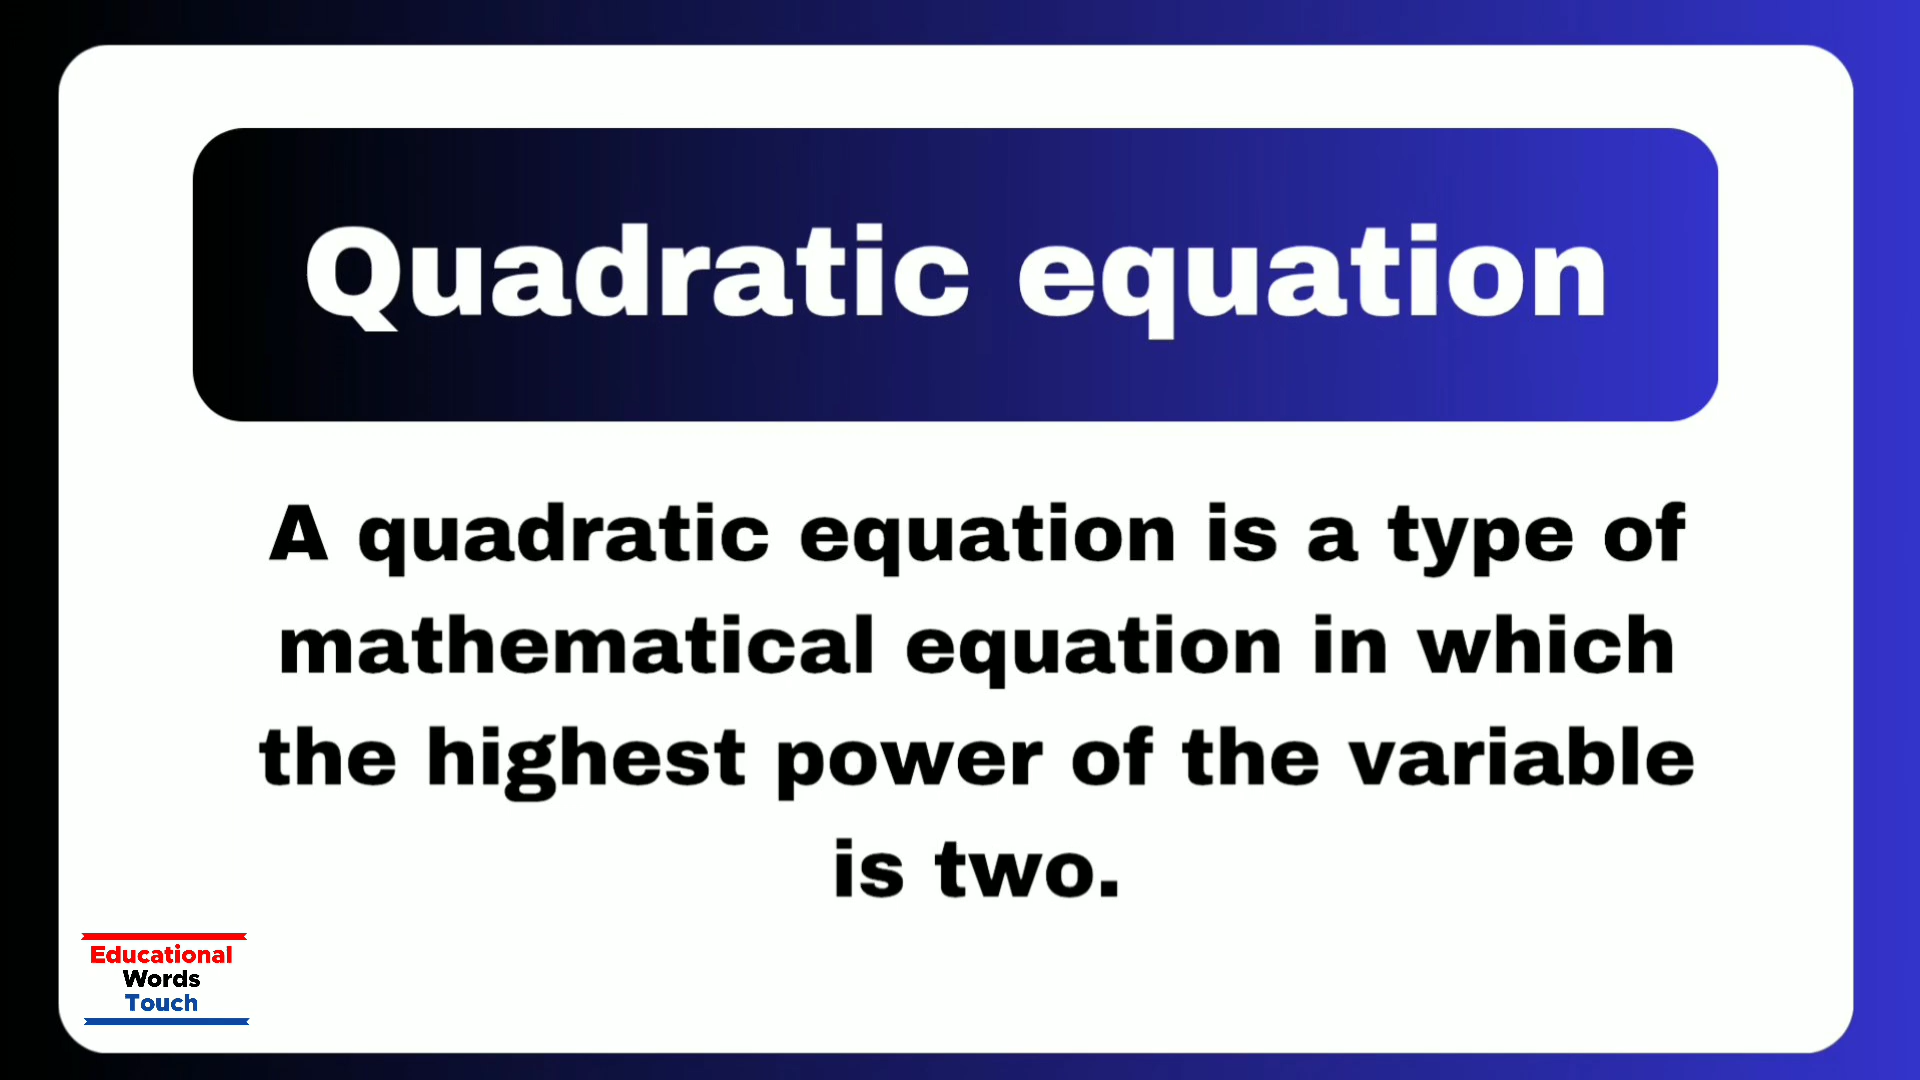 Quadratic equation
A quadratic equation is a type of
mathematical equation in which
the highest power of the variable
is two.
Educational
Words
Touch